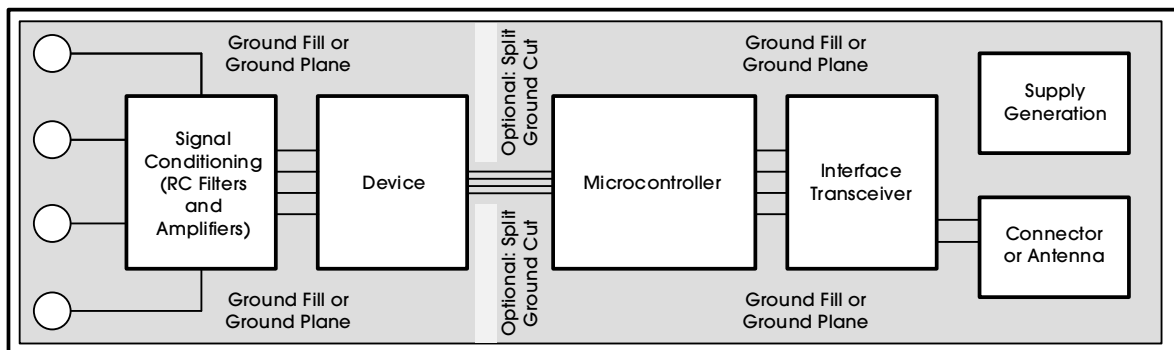 Ground Fill or
Ground Plane
Optional: Split
Ground Cut
Ground Fill or
Ground Plane
Supply
Generation
Signal
Conditioning
(RC Filters
and
Amplifiers)
Device
Microcontroller
Interface
Transceiver
Connector
or Antenna
Ground Fill or
Ground Plane
Optional: Split
Ground Cut
Ground Fill or
Ground Plane